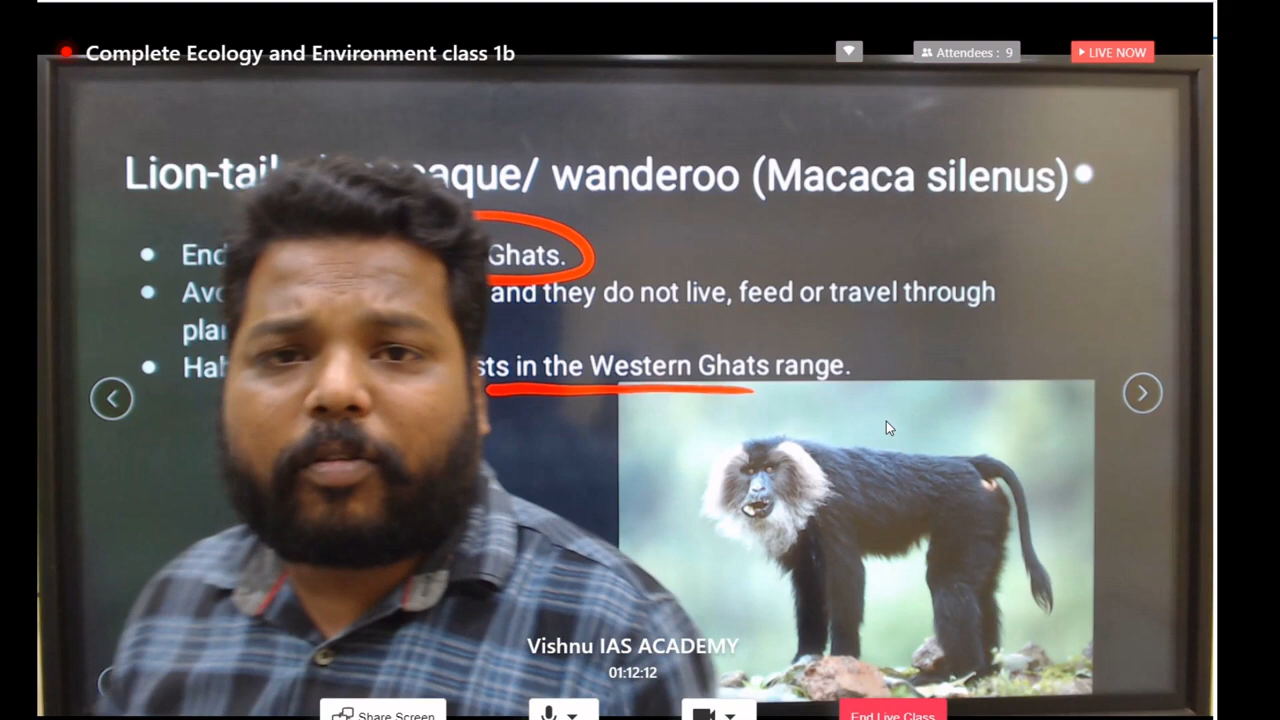 Complete Ecology and Environment class 1b
Attendees : 9
LIVE NOW
Lion-tail aque/ wanderoo (Macaca silenus)
End Ghats.
Avo and they do not live, feed or travel through
plan
Hab sts in the Western Ghats range.
Vishnu IAS ACADEMY
01:12:12
Share Screen
End Live Class